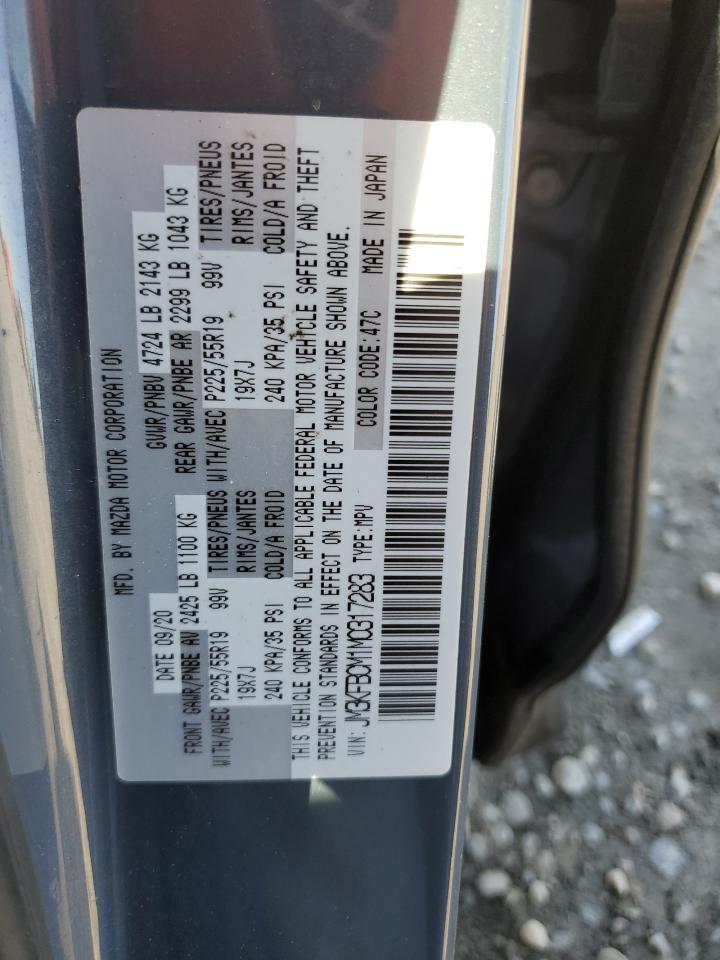 MFD. BY MAZDA MOTOR CORPORATION
DATE 09/20 GVWR/PNBV 4724 LB 2143 KG
FRONT GAWR/PNBE AV 2425 LB 1100 KG REAR GAWR/PNBE AR 2299 LB 1043 KG
WITH/AVEC P225/55R19 99V TIRES/PNEUS WITH/AVEC P225/55R19 99V TIRES/PNEUS
19X7J RIMS/JANTES 19X7J RIMS/JANTES
240 KPA/35 PSI COLD/A FROID 240 KPA/35 PSI COLD/A FROID
THIS VEHICLE CONFORMS TO ALL APPLICABLE FEDERAL MOTOR VEHICLE SAFETY AND THEFT
PREVENTION STANDARDS IN EFFECT ON THE DATE OF MANUFACTURE SHOWN ABOVE.
VIN: JM3KFBCM1M0317283 TYPE: MPV COLOR CODE: 47C MADE IN JAPAN